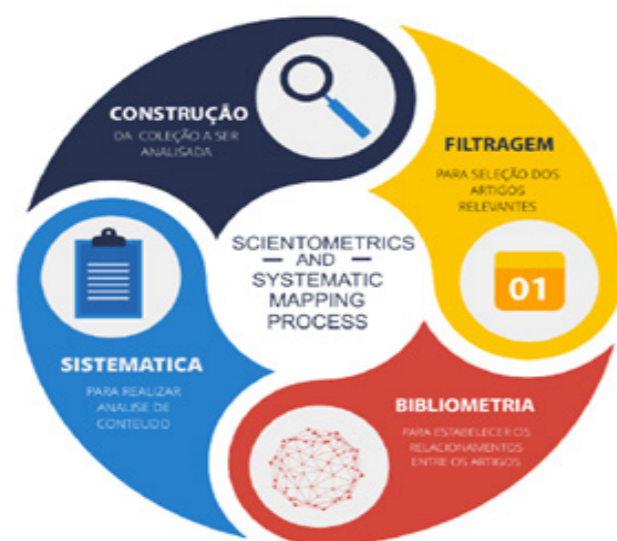 CONSTRUÇÃO
DA COLEÇÃO A SER
ANALISADA
FILTRAGEM
PARA SELEÇÃO DOS
ARTIGOS
RELEVANTES
01
SCIENTOMETRICS
AND
SYSTEMATIC
MAPPING
PROCESS
BIBLIOMETRIA
PARA ESTABELECER OS
RELACIONAMENTOS
ENTRE OS ARTIGOS
SISTEMATICA
PARA REALIZAR
ANALISE DE
CONTEUDO